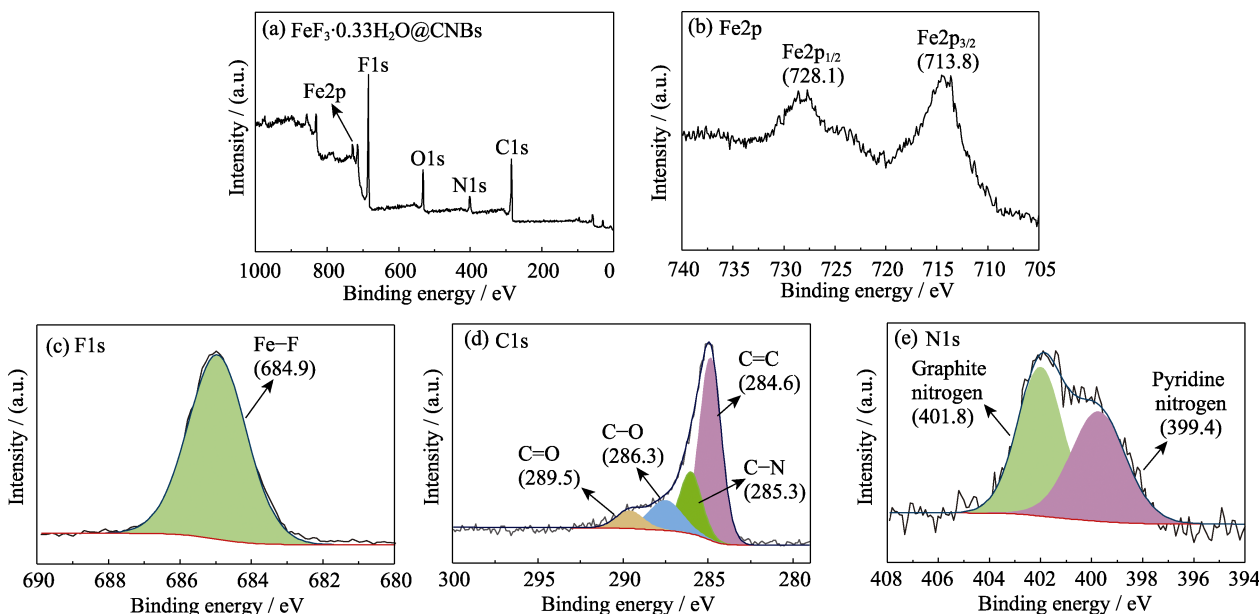 (a) FeF₃·0.33H₂O@CNBs
F1s
Fe2p
O1s
N1s
C1s
Intensity / (a.u.)
1000 800 600 400 200 0
Binding energy / eV
(b) Fe2p
Fe2p₁/₂
(728.1)
Fe2p₃/₂
(713.8)
Intensity / (a.u.)
740 735 730 725 720 715 710 705
Binding energy / eV
(c) F1s
Fe−F
(684.9)
Intensity / (a.u.)
690 688 686 684 682 680
Binding energy / eV
(d) C1s
C=C
(284.6)
C−O
(286.3)
C=O
(289.5)
C−N
(285.3)
Intensity / (a.u.)
300 295 290 285 280
Binding energy / eV
(e) N1s
Graphite
nitrogen
(401.8)
Pyridine
nitrogen
(399.4)
Intensity / (a.u.)
408 406 404 402 400 398 396 394
Binding energy / eV